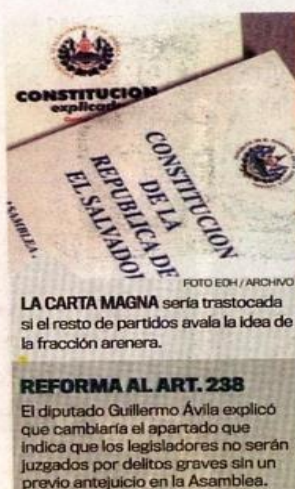 CONSTITUCION
explicada
CONSTITUCION
DE LA
REPUBLICA DE
EL SALVADOR
ASAMBLEA
FOTO EDH / ARCHIVO
LA CARTA MAGNA sería trastocada
si el resto de partidos avala la idea de
la fracción arenera.
REFORMA AL ART. 238
El diputado Guillermo Ávila explicó
que cambiaría el apartado que
indica que los legisladores no serán
juzgados por delitos graves sin un
previo antejuicio en la Asamblea.